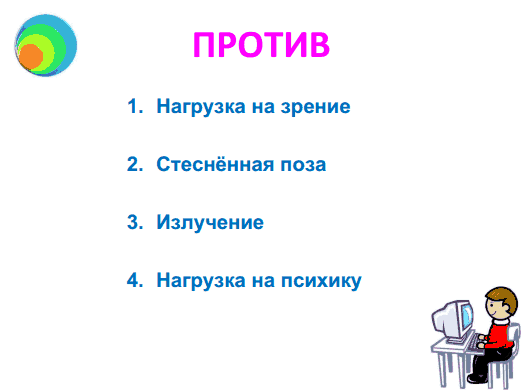 ПРОТИВ
1. Нагрузка на зрение
2. Стеснённая поза
3. Излучение
4. Нагрузка на психику